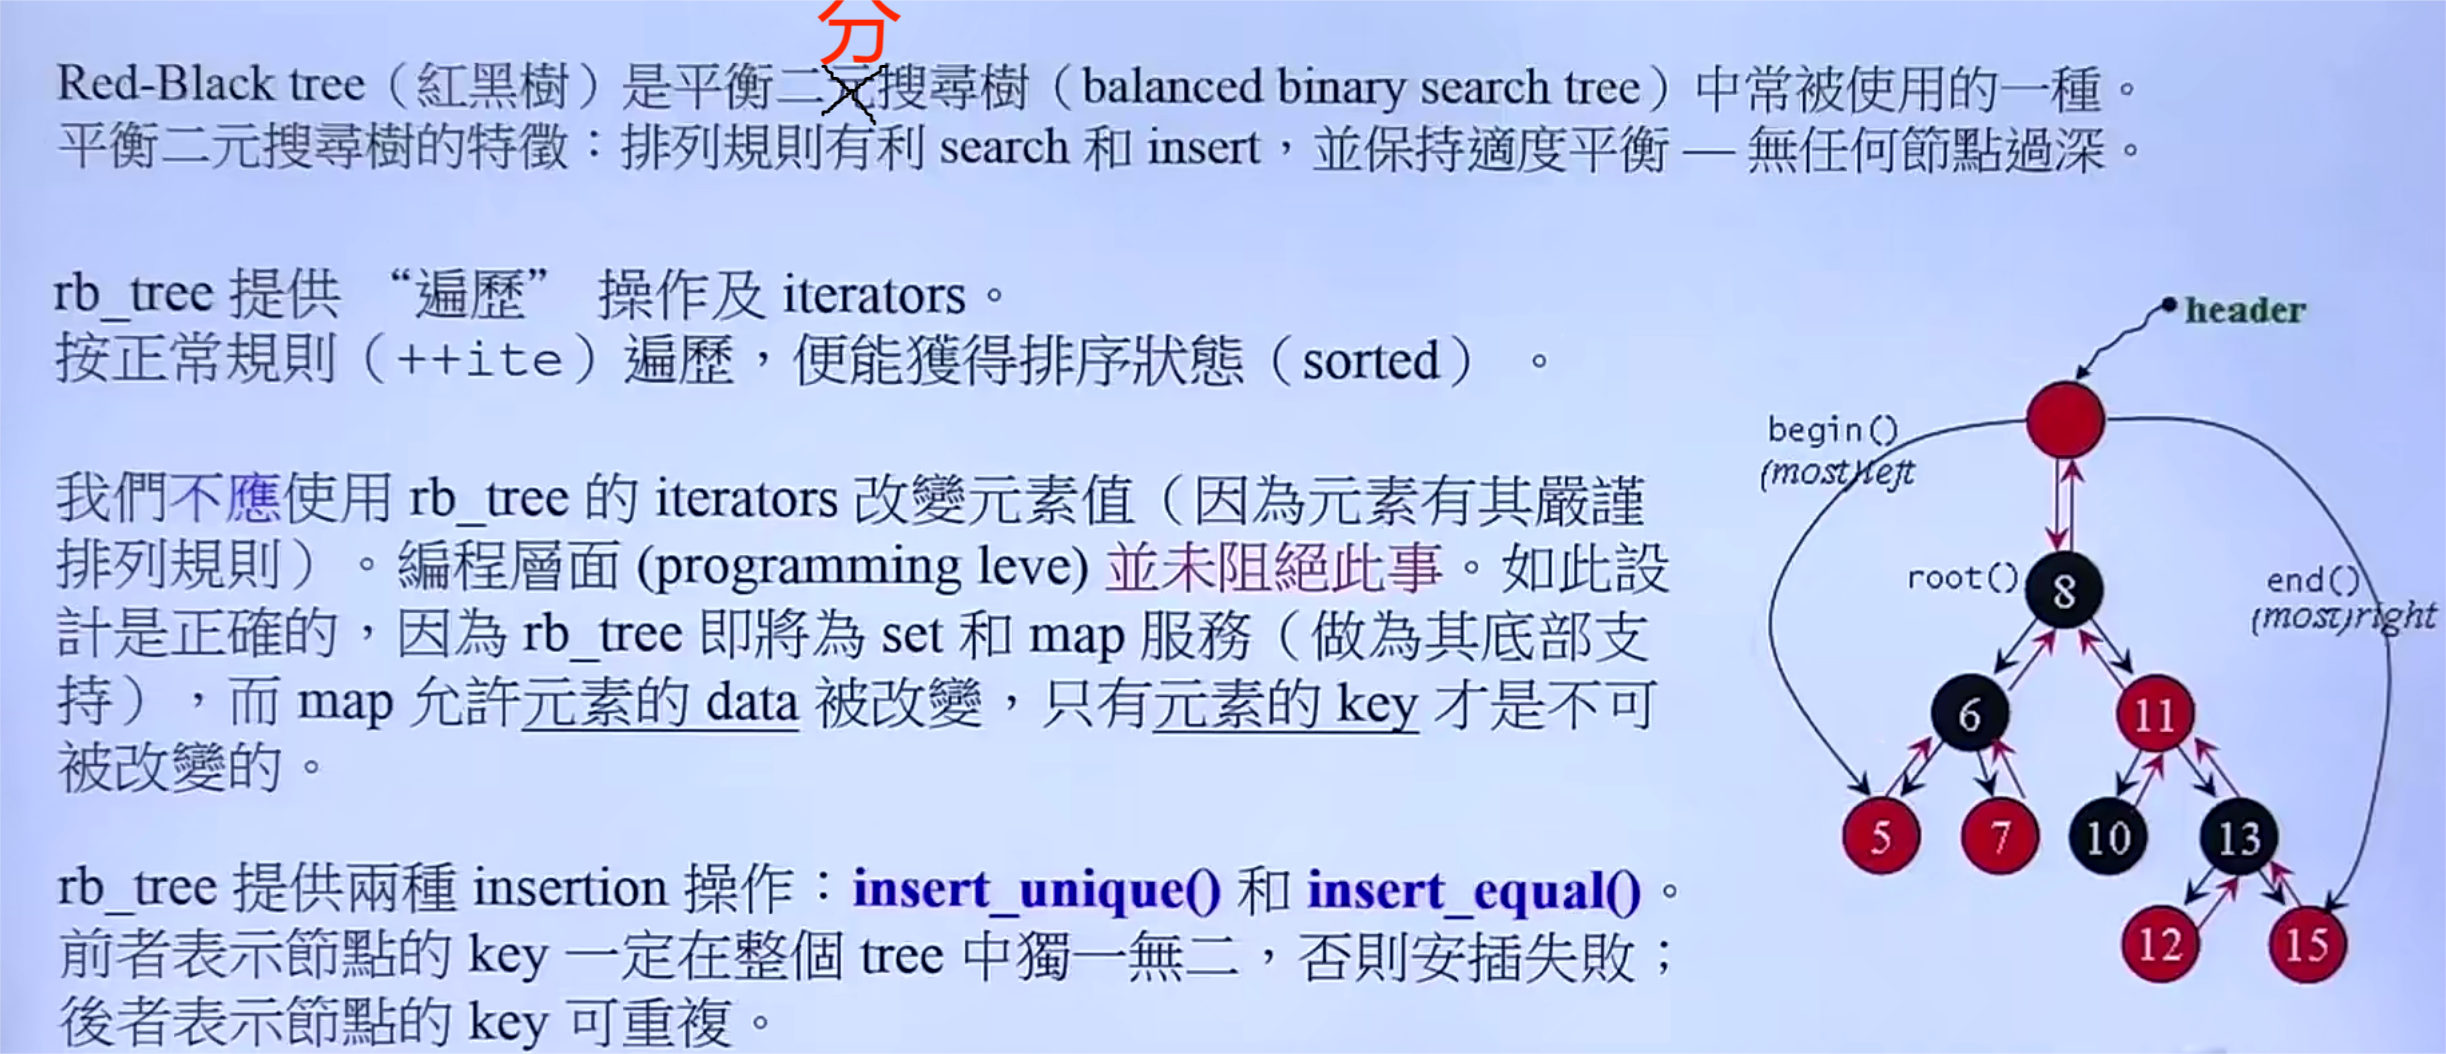 分
Red-Black tree（紅黑樹）是平衡二元搜尋樹（balanced binary search tree）中常被使用的一種。
平衡二元搜尋樹的特徵：排列規則有利 search 和 insert，並保持適度平衡 — 無任何節點過深。
rb_tree 提供 “遍歷” 操作及 iterators。
按正常規則（++ite）遍歷，便能獲得排序狀態（sorted） 。
我們不應使用 rb_tree 的 iterators 改變元素值（因為元素有其嚴謹
排列規則）。編程層面 (programming leve) 並未阻絕此事。如此設
計是正確的，因為 rb_tree 即將為 set 和 map 服務（做為其底部支
持），而 map 允許元素的 data 被改變，只有元素的 key 才是不可
被改變的。
rb_tree 提供兩種 insertion 操作：insert_unique() 和 insert_equal()。
前者表示節點的 key 一定在整個 tree 中獨一無二，否則安插失敗；
後者表示節點的 key 可重複。
header
begin()
(most)left
root()
8
end()
(most)right
6
11
5
7
10
13
12
15